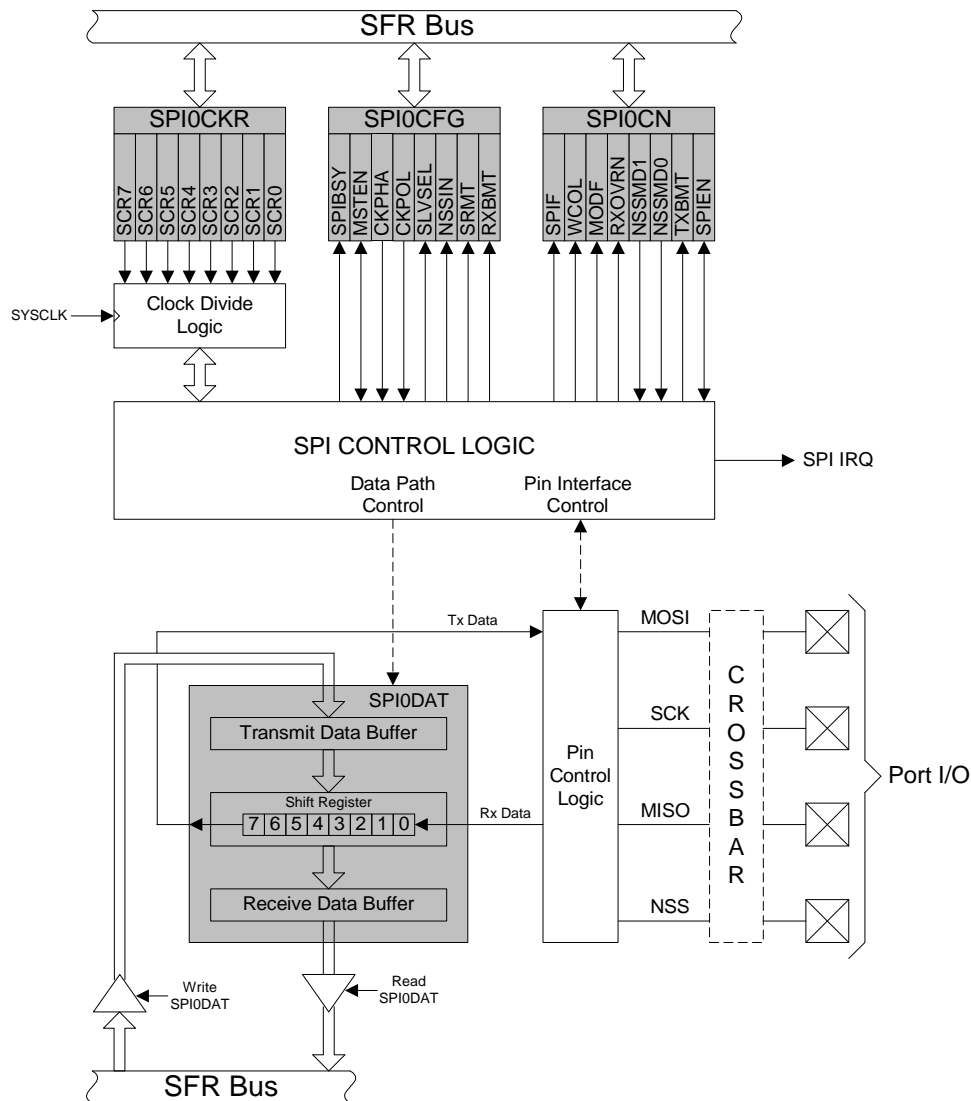 SFR Bus
SPI0CKR
SCR7
SCR6
SCR5
SCR4
SCR3
SCR2
SCR1
SCR0
SPI0CFG
SPIBSY
MSTEN
CKPHA
CKPOL
SLVSEL
NSSIN
SRMT
RXBMT
SPI0CN
SPIF
WCOL
MODF
RXOVRN
NSSMD1
NSSMD0
TXBMT
SPIEN
SYSCLK
Clock Divide
Logic
SPI CONTROL LOGIC
Data Path
Control
Pin Interface
Control
SPI IRQ
Tx Data
SPI0DAT
Transmit Data Buffer
Shift Register
7 6 5 4 3 2 1 0
Rx Data
Receive Data Buffer
Pin
Control
Logic
MOSI
SCK
MISO
NSS
CROSSBAR
Port I/O
Write
SPI0DAT
Read
SPI0DAT
SFR Bus